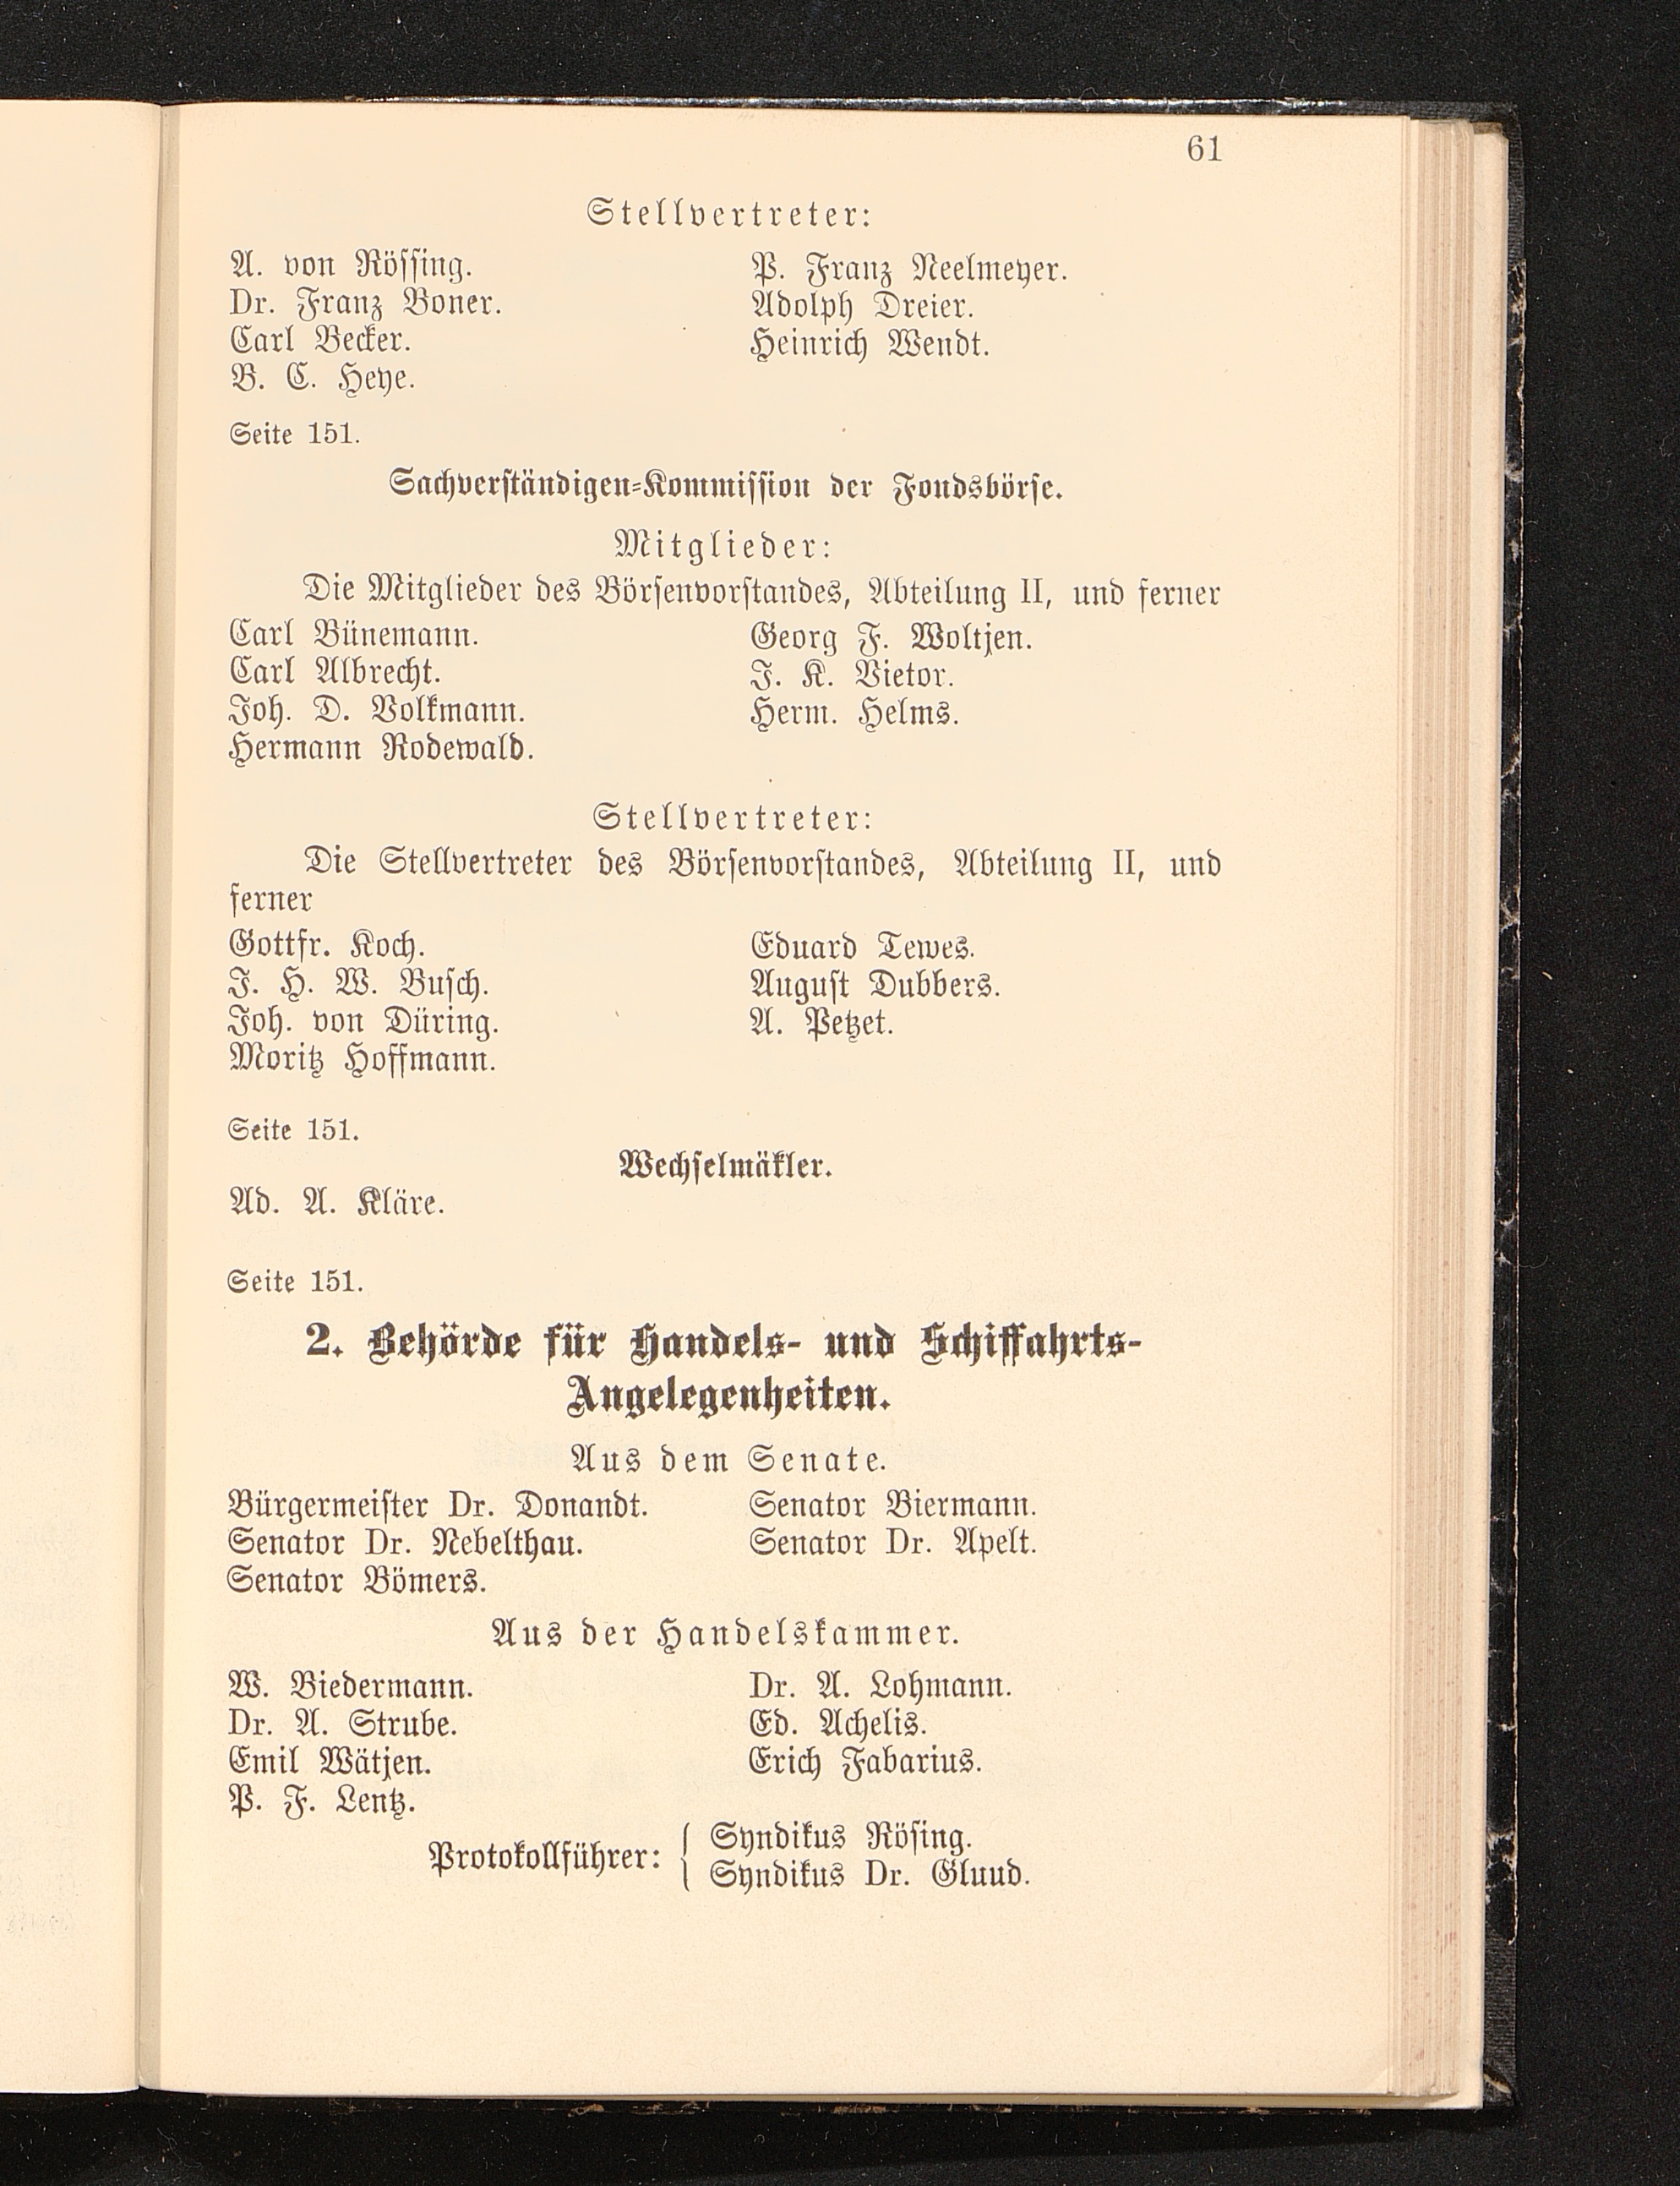 61
Stellvertreter:
A. von Rössing.
Dr. Franz Boner.
Carl Becker.
B. C. Heye.
P. Franz Neelmeyer.
Adolph Dreier.
Heinrich Wendt.
Seite 151.
Sachverständigen-Kommission der Fondsbörse.
Mitglieder:
Die Mitglieder des Börsenvorstandes, Abteilung II, und ferner
Carl Bünemann.
Carl Albrecht.
Joh. D. Volkmann.
Hermann Rodewald.
Georg F. Woltjen.
J. K. Vietor.
Herm. Helms.
Stellvertreter:
Die Stellvertreter des Börsenvorstandes, Abteilung II, und
ferner
Gottfr. Koch.
J. H. W. Busch.
Joh. von Düring.
Moritz Hoffmann.
Eduard Tewes.
August Dubbers.
A. Petzet.
Seite 151.
Wechselmäkler.
Ad. A. Kläre.
Seite 151.
2. Behörde für Handels- und Schiffahrts-
Angelegenheiten.
Aus dem Senate.
Bürgermeister Dr. Donandt.
Senator Dr. Nebelthau.
Senator Bömers.
Senator Biermann.
Senator Dr. Apelt.
Aus der Handelskammer.
W. Biedermann.
Dr. A. Strube.
Emil Wätjen.
P. F. Lentz.
Dr. A. Lohmann.
Ed. Achelis.
Erich Fabarius.
Protokollführer:
Syndikus Rösing.
Syndikus Dr. Gluud.